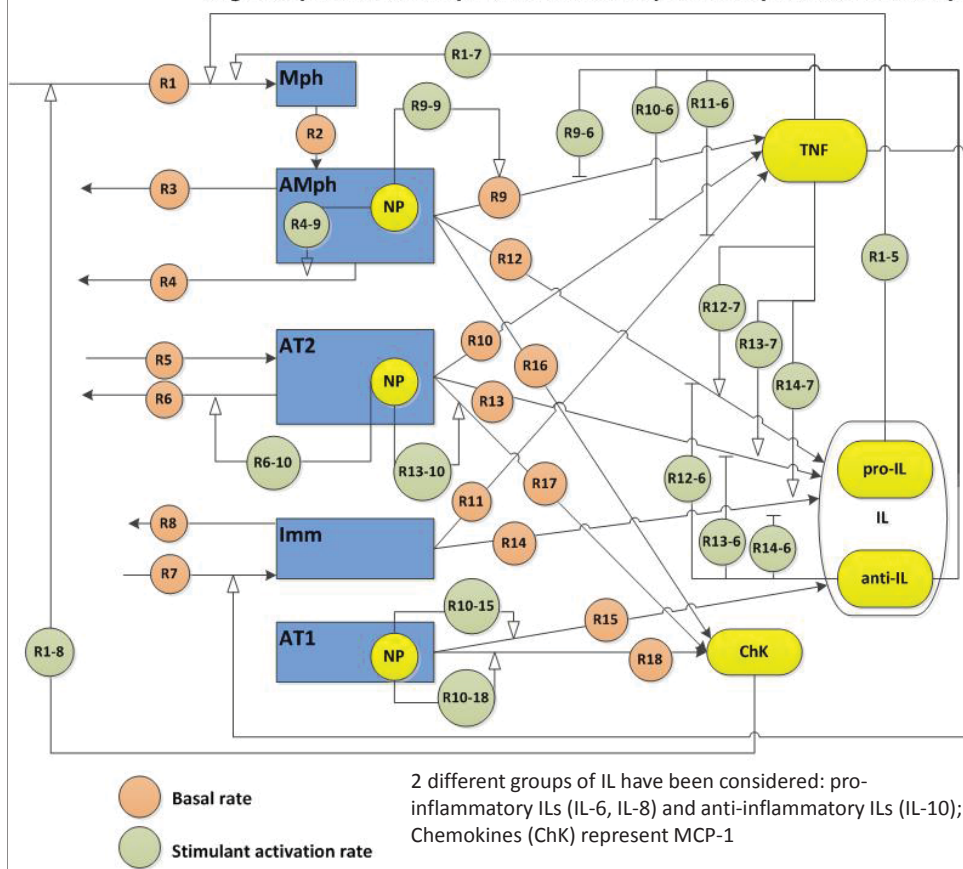 R1-7
R1
Mph
R9-9
R9-6
R10-6
R11-6
R2
TNF
R3
AMph
NP
R9
R4-9
R12
R1-5
R4
R12-7
AT2
R10
R13-7
R5
R16
NP
R14-7
R6
R13
R6-10
R13-10
R12-6
pro-IL
R17
R11
IL
R8
Imm
R14
R13-6
R14-6
R7
anti-IL
R10-15
R15
AT1
R1-8
NP
R18
ChK
R10-18
Basal rate
Stimulant activation rate
2 different groups of IL have been considered: pro-
inflammatory ILs (IL-6, IL-8) and anti-inflammatory ILs (IL-10);
Chemokines (ChK) represent MCP-1